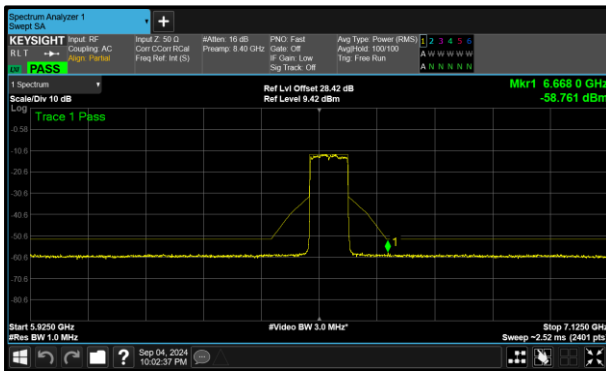 Spectrum Analyzer 1
Swept SA
+
KEYSIGHT Input: RF Input Z: 50 Ω #Atten: 16 dB PNO: Fast Avg Type: Power (RMS) 1 2 3 4 5 6
RLT Coupling: AC Corr CCorr RCal Preamp: 8.40 GHz Gate: Off Avg|Hold: 100/100 A W W W W W
Align: Partial Freq Ref: Int (S) IF Gain: Low Trig: Free Run
Sig Track: Off
PASS A N N N N N
1 Spectrum Ref Lvl Offset 28.42 dB Mkr1 6.668 0 GHz
Scale/Div 10 dB Ref Level 9.42 dBm -58.761 dBm
Log
Trace 1 Pass
-0.58
-10.6
-20.6
-30.6
-40.6
-50.6
1
-60.6
-70.6
-80.6
Start 5.9250 GHz #Video BW 3.0 MHz* Stop 7.1250 GHz
#Res BW 1.0 MHz Sweep ~2.52 ms (2401 pts)
? Sep 04, 2024
10:02:37 PM